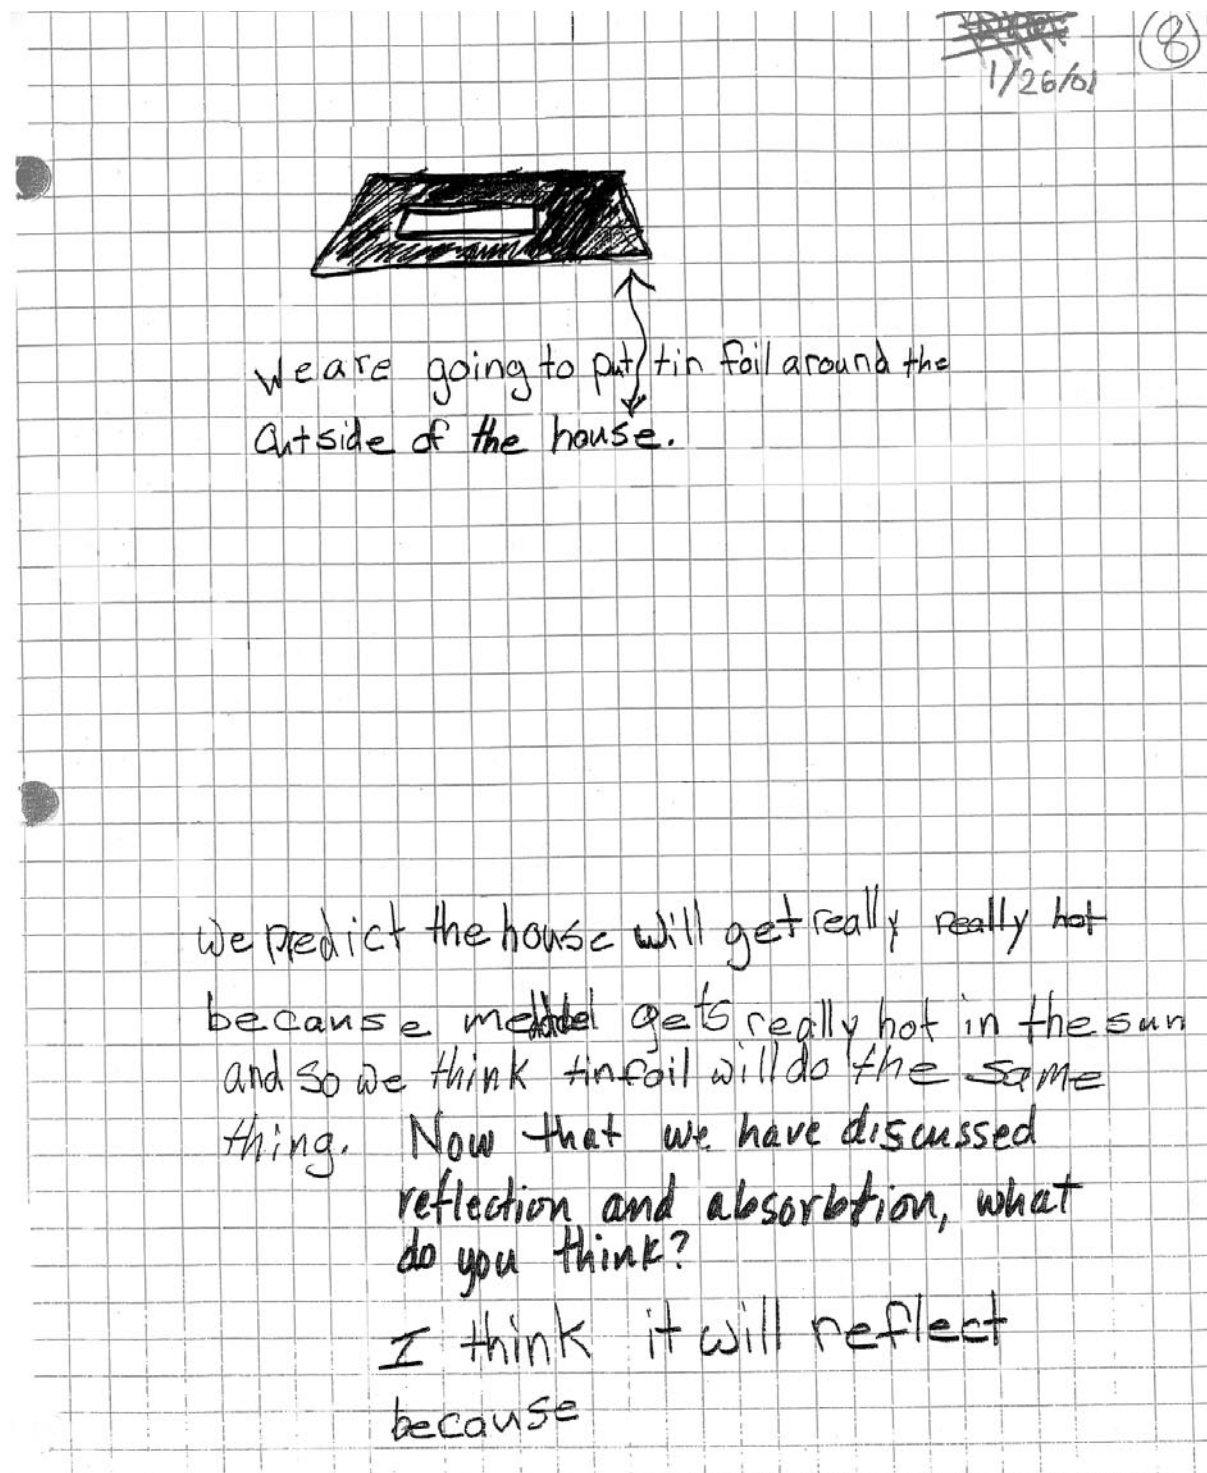 8
1/26/01
we are going to put tin foil around the
outside of the house.
We predict the house will get really really hot
because gets really hot in the sun
and so we think tinfoil will do the same
thing. Now that we have discussed
reflection and absorbtion, what
do you think?
I think it will reflect
because